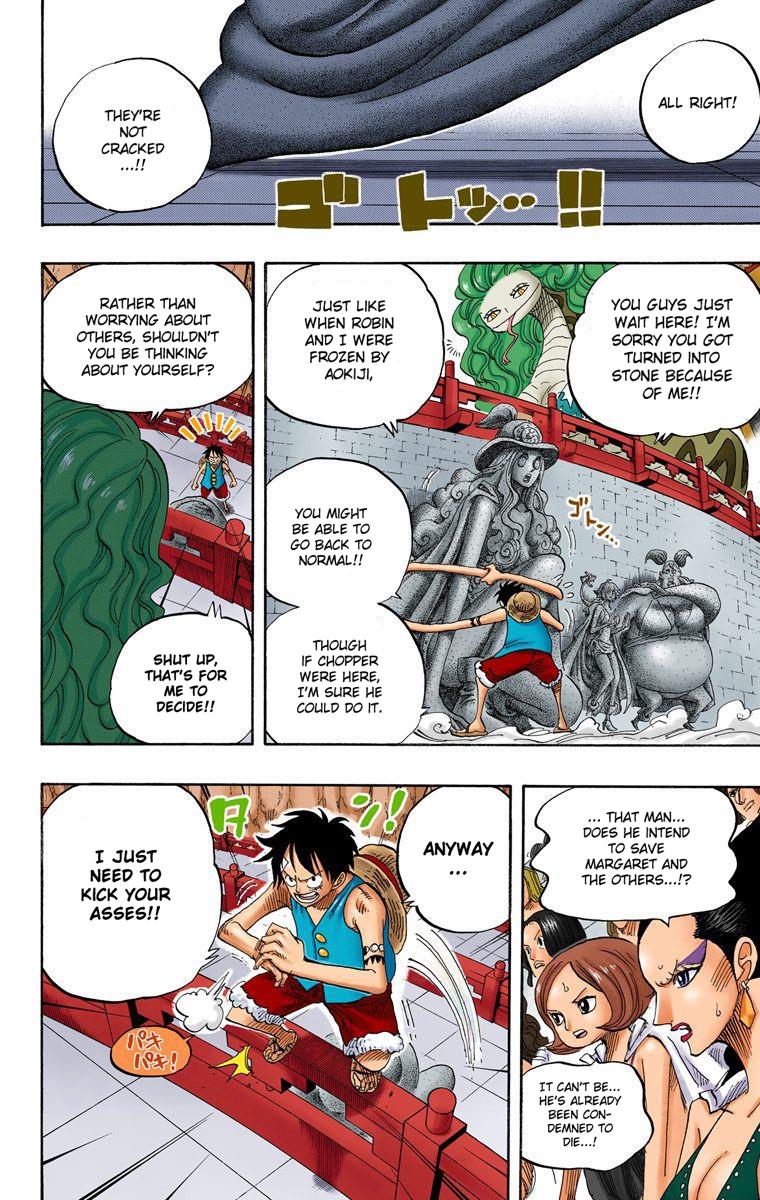 ALL RIGHT!
THEY'RE
NOT
CRACKED
...!!
ゴトッ‥!!
YOU GUYS JUST
WAIT HERE! I'M
SORRY YOU GOT
TURNED INTO
STONE BECAUSE
OF ME!!
ゴトン...
JUST LIKE
WHEN ROBIN
AND I WERE
FROZEN BY
AOKIJI,
YOU MIGHT
BE ABLE TO
GO BACK TO
NORMAL!!
THOUGH
IF CHOPPER
WERE HERE,
I'M SURE HE
COULD DO IT.
RATHER THAN
WORRYING ABOUT
OTHERS, SHOULDN'T
YOU BE THINKING
ABOUT YOURSELF?
SHUT UP,
THAT'S FOR
ME TO
DECIDE!!
... THAT MAN...
DOES HE INTEND
TO SAVE
MARGARET AND
THE OTHERS...!?
IT CAN'T BE...
HE'S ALREADY
BEEN CON-
DEMNED TO
DIE...!
ANYWAY
...
タン!
I JUST
NEED TO
KICK YOUR
ASSES!!
パキ
パキ!